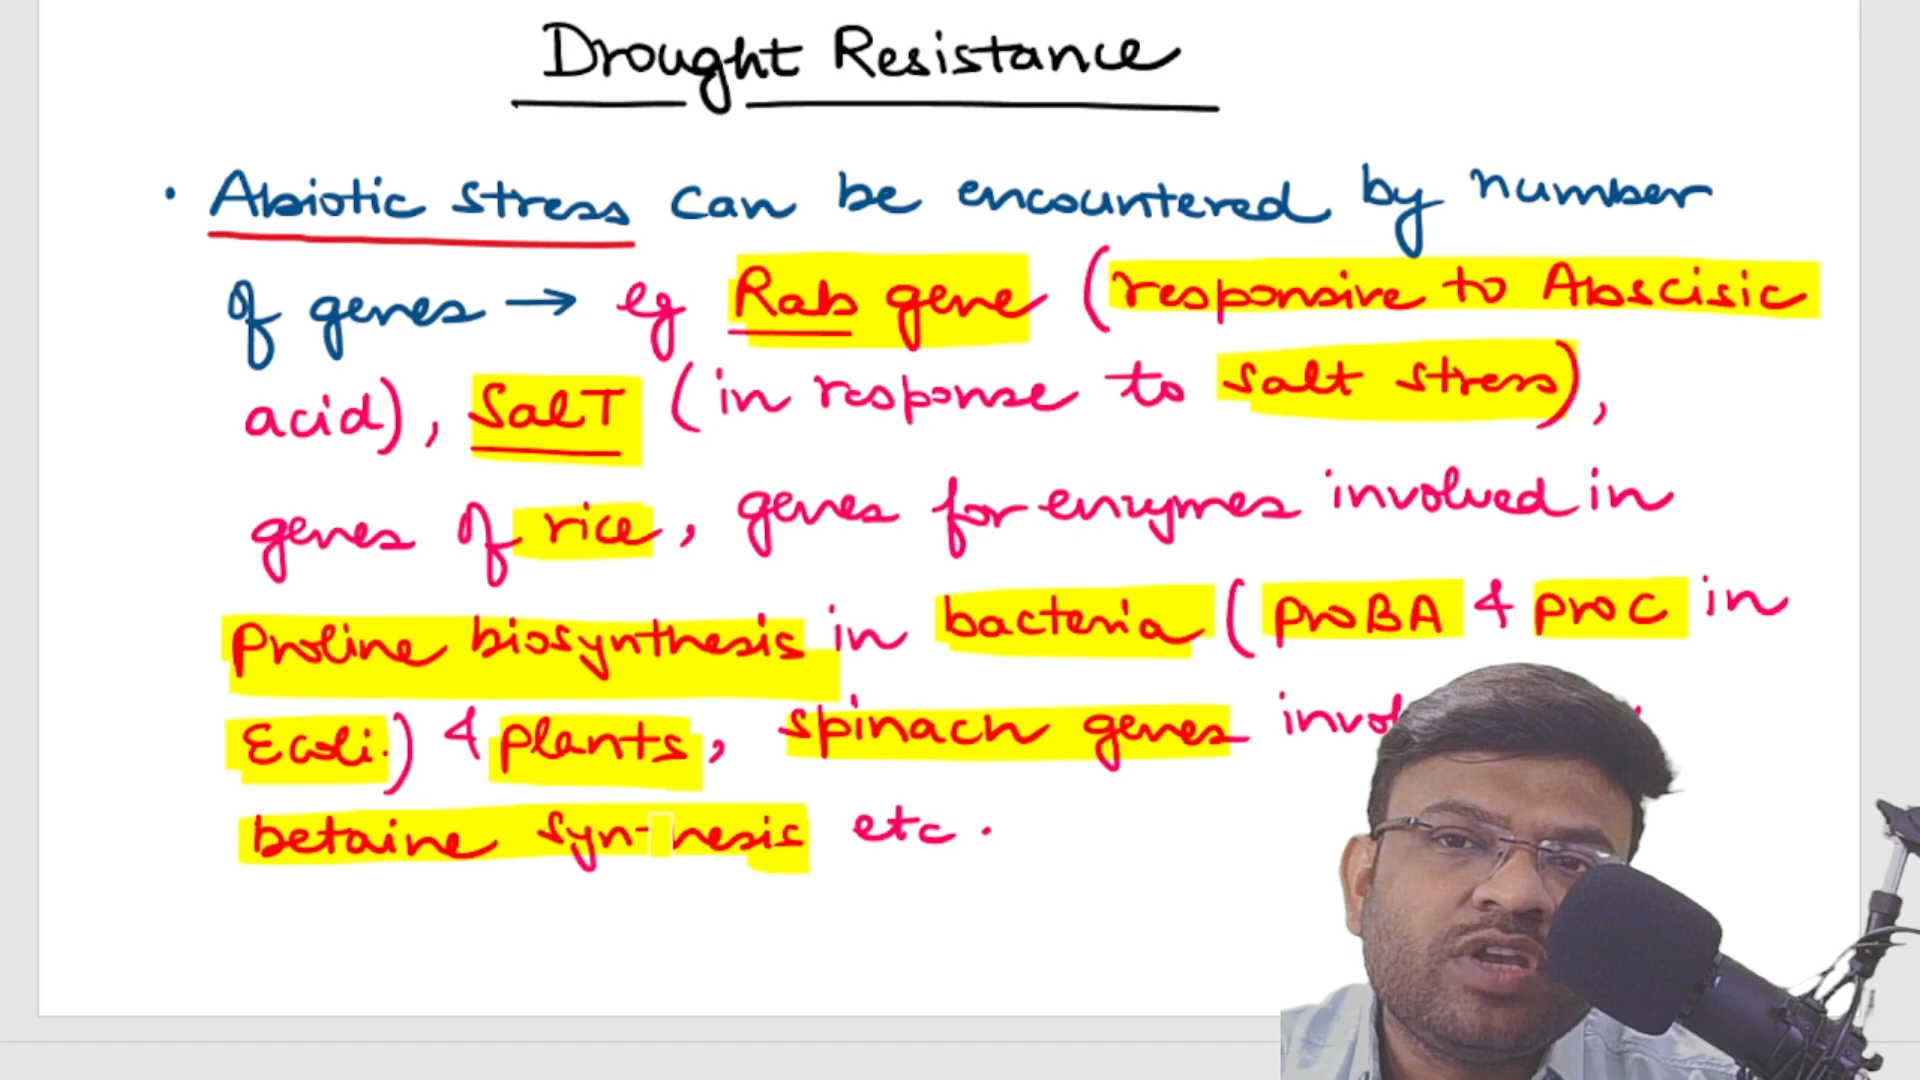 Drought Resistance
· Abiotic stress can be encountered by number
of genes → eg Rab gene (responsive to Abscisic
acid), SalT (in response to salt stress),
genes of rice, genes for enzymes involved in
Proline biosynthesis in bacteria (proBA & proC in
E.coli.) & plants, spinach genes
betaine synthesis etc.